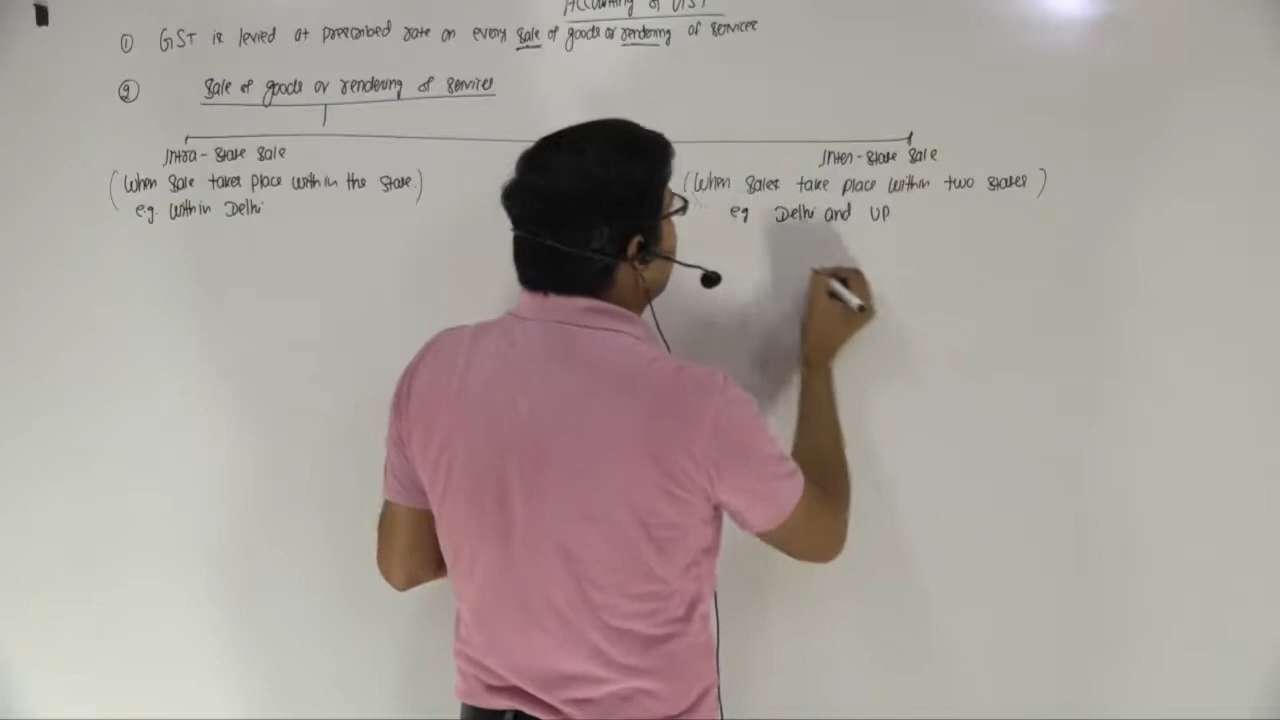 Accounting of GST
① GST is levied at prescribed rate on every sale of goods or rendering of services
② Sale of goods or rendering of services
Intra-State Sale
(When Sale takes place within the State.)
e.g. within Delhi
Inter-State Sale
(When Sales take place within two states)
eg Delhi and UP